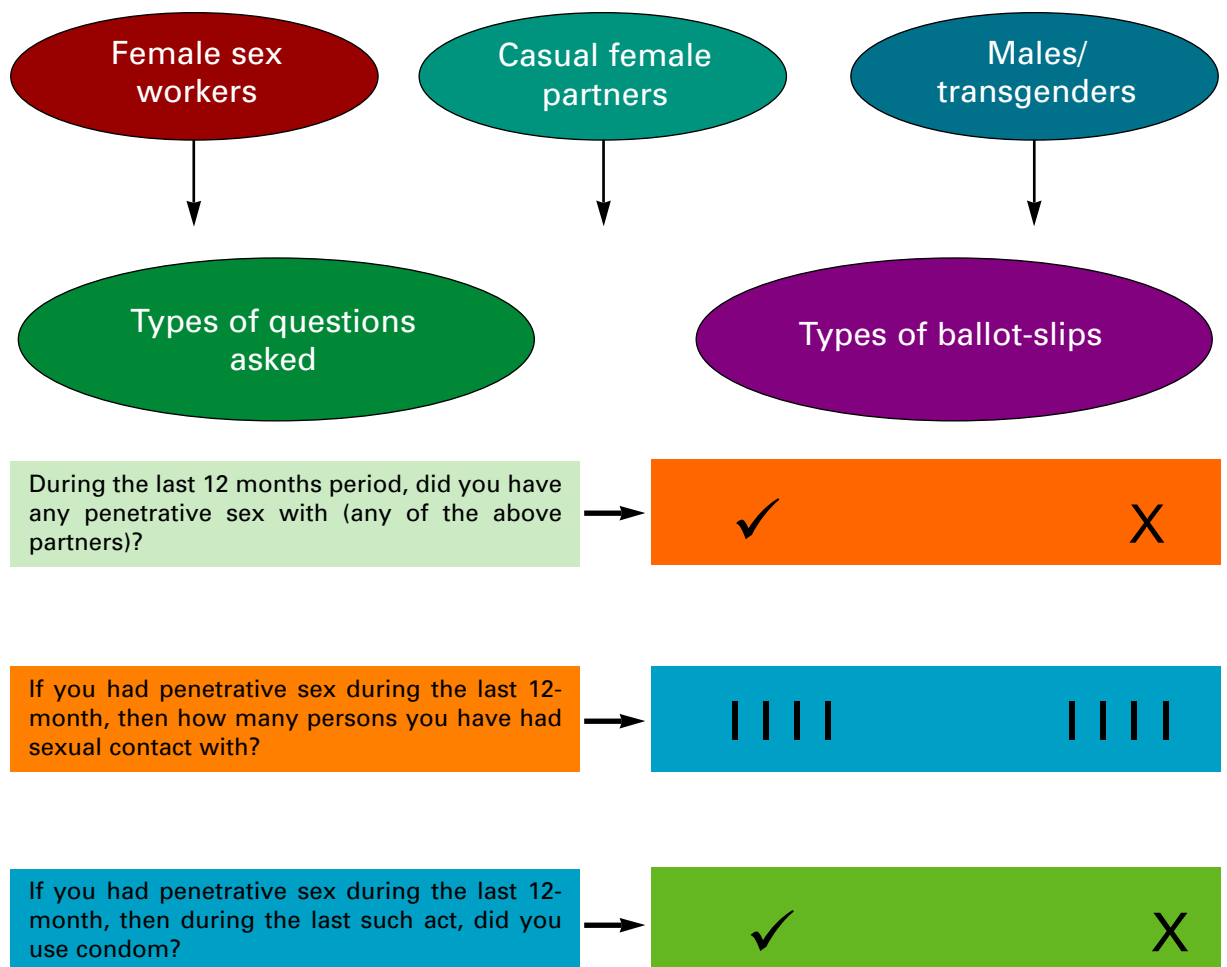 Female sex
workers
Casual female
partners
Males/
transgenders
Types of questions
asked
Types of ballot-slips
During the last 12 months period, did you have
any penetrative sex with (any of the above
partners)?
✓ X
If you had penetrative sex during the last 12-
month, then how many persons you have had
sexual contact with?
| | | | | | | |
If you had penetrative sex during the last 12-
month, then during the last such act, did you
use condom?
✓ X